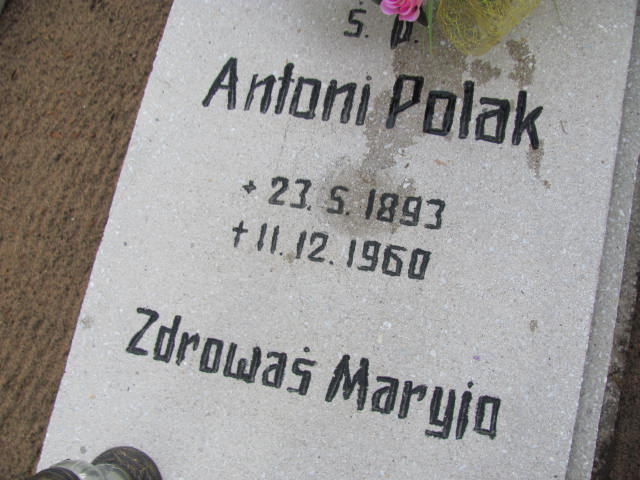 Ś. p.
Antoni Polak
* 23. 5. 1893
† 11. 12. 1960
Zdrowaś Maryjo